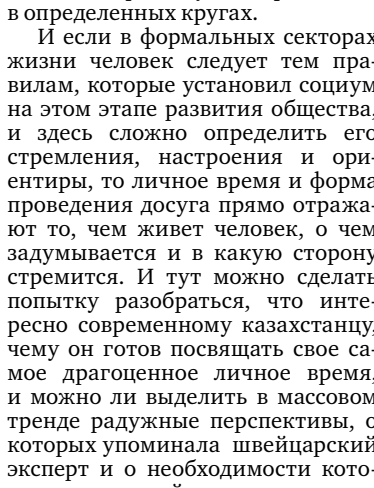 в определенных кругах.
И если в формальных секторах
жизни человек следует тем пра-
вилам, которые установил социум
на этом этапе развития общества,
и здесь сложно определить его
стремления, настроения и ори-
ентиры, то личное время и форма
проведения досуга прямо отража-
ют то, чем живет человек, о чем
задумывается и в какую сторону
стремится. И тут можно сделать
попытку разобраться, что инте-
ресно современному казахстанцу,
чему он готов посвящать свое са-
мое драгоценное личное время,
и можно ли выделить в массовом
тренде радужные перспективы, о
которых упоминала швейцарский
эксперт и о необходимости кото-